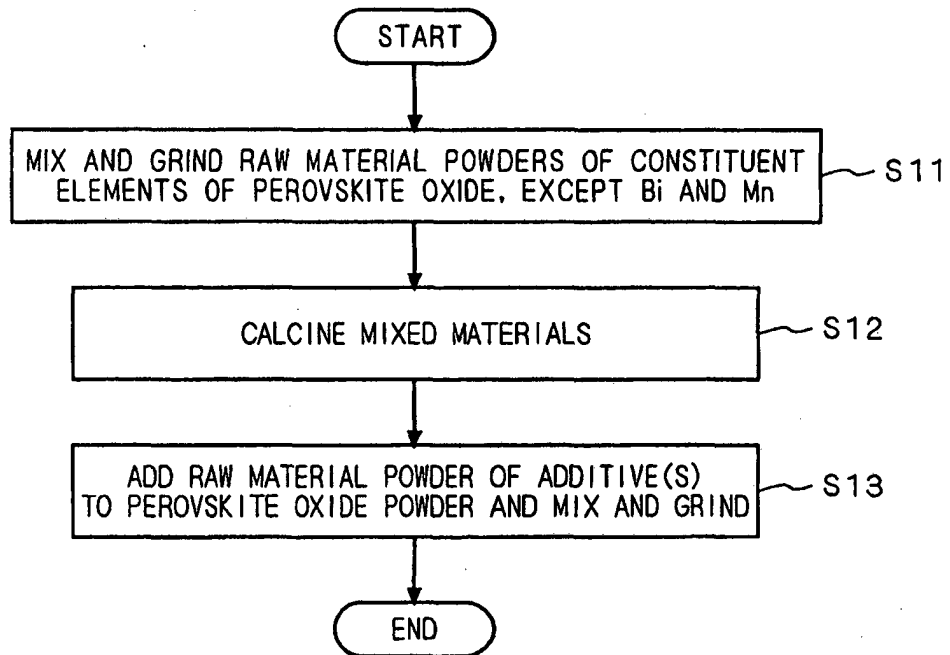 START
MIX AND GRIND RAW MATERIAL POWDERS OF CONSTITUENT
ELEMENTS OF PEROVSKITE OXIDE, EXCEPT Bi AND Mn
S11
CALCINE MIXED MATERIALS
S12
ADD RAW MATERIAL POWDER OF ADDITIVE(S)
TO PEROVSKITE OXIDE POWDER AND MIX AND GRIND
S13
END